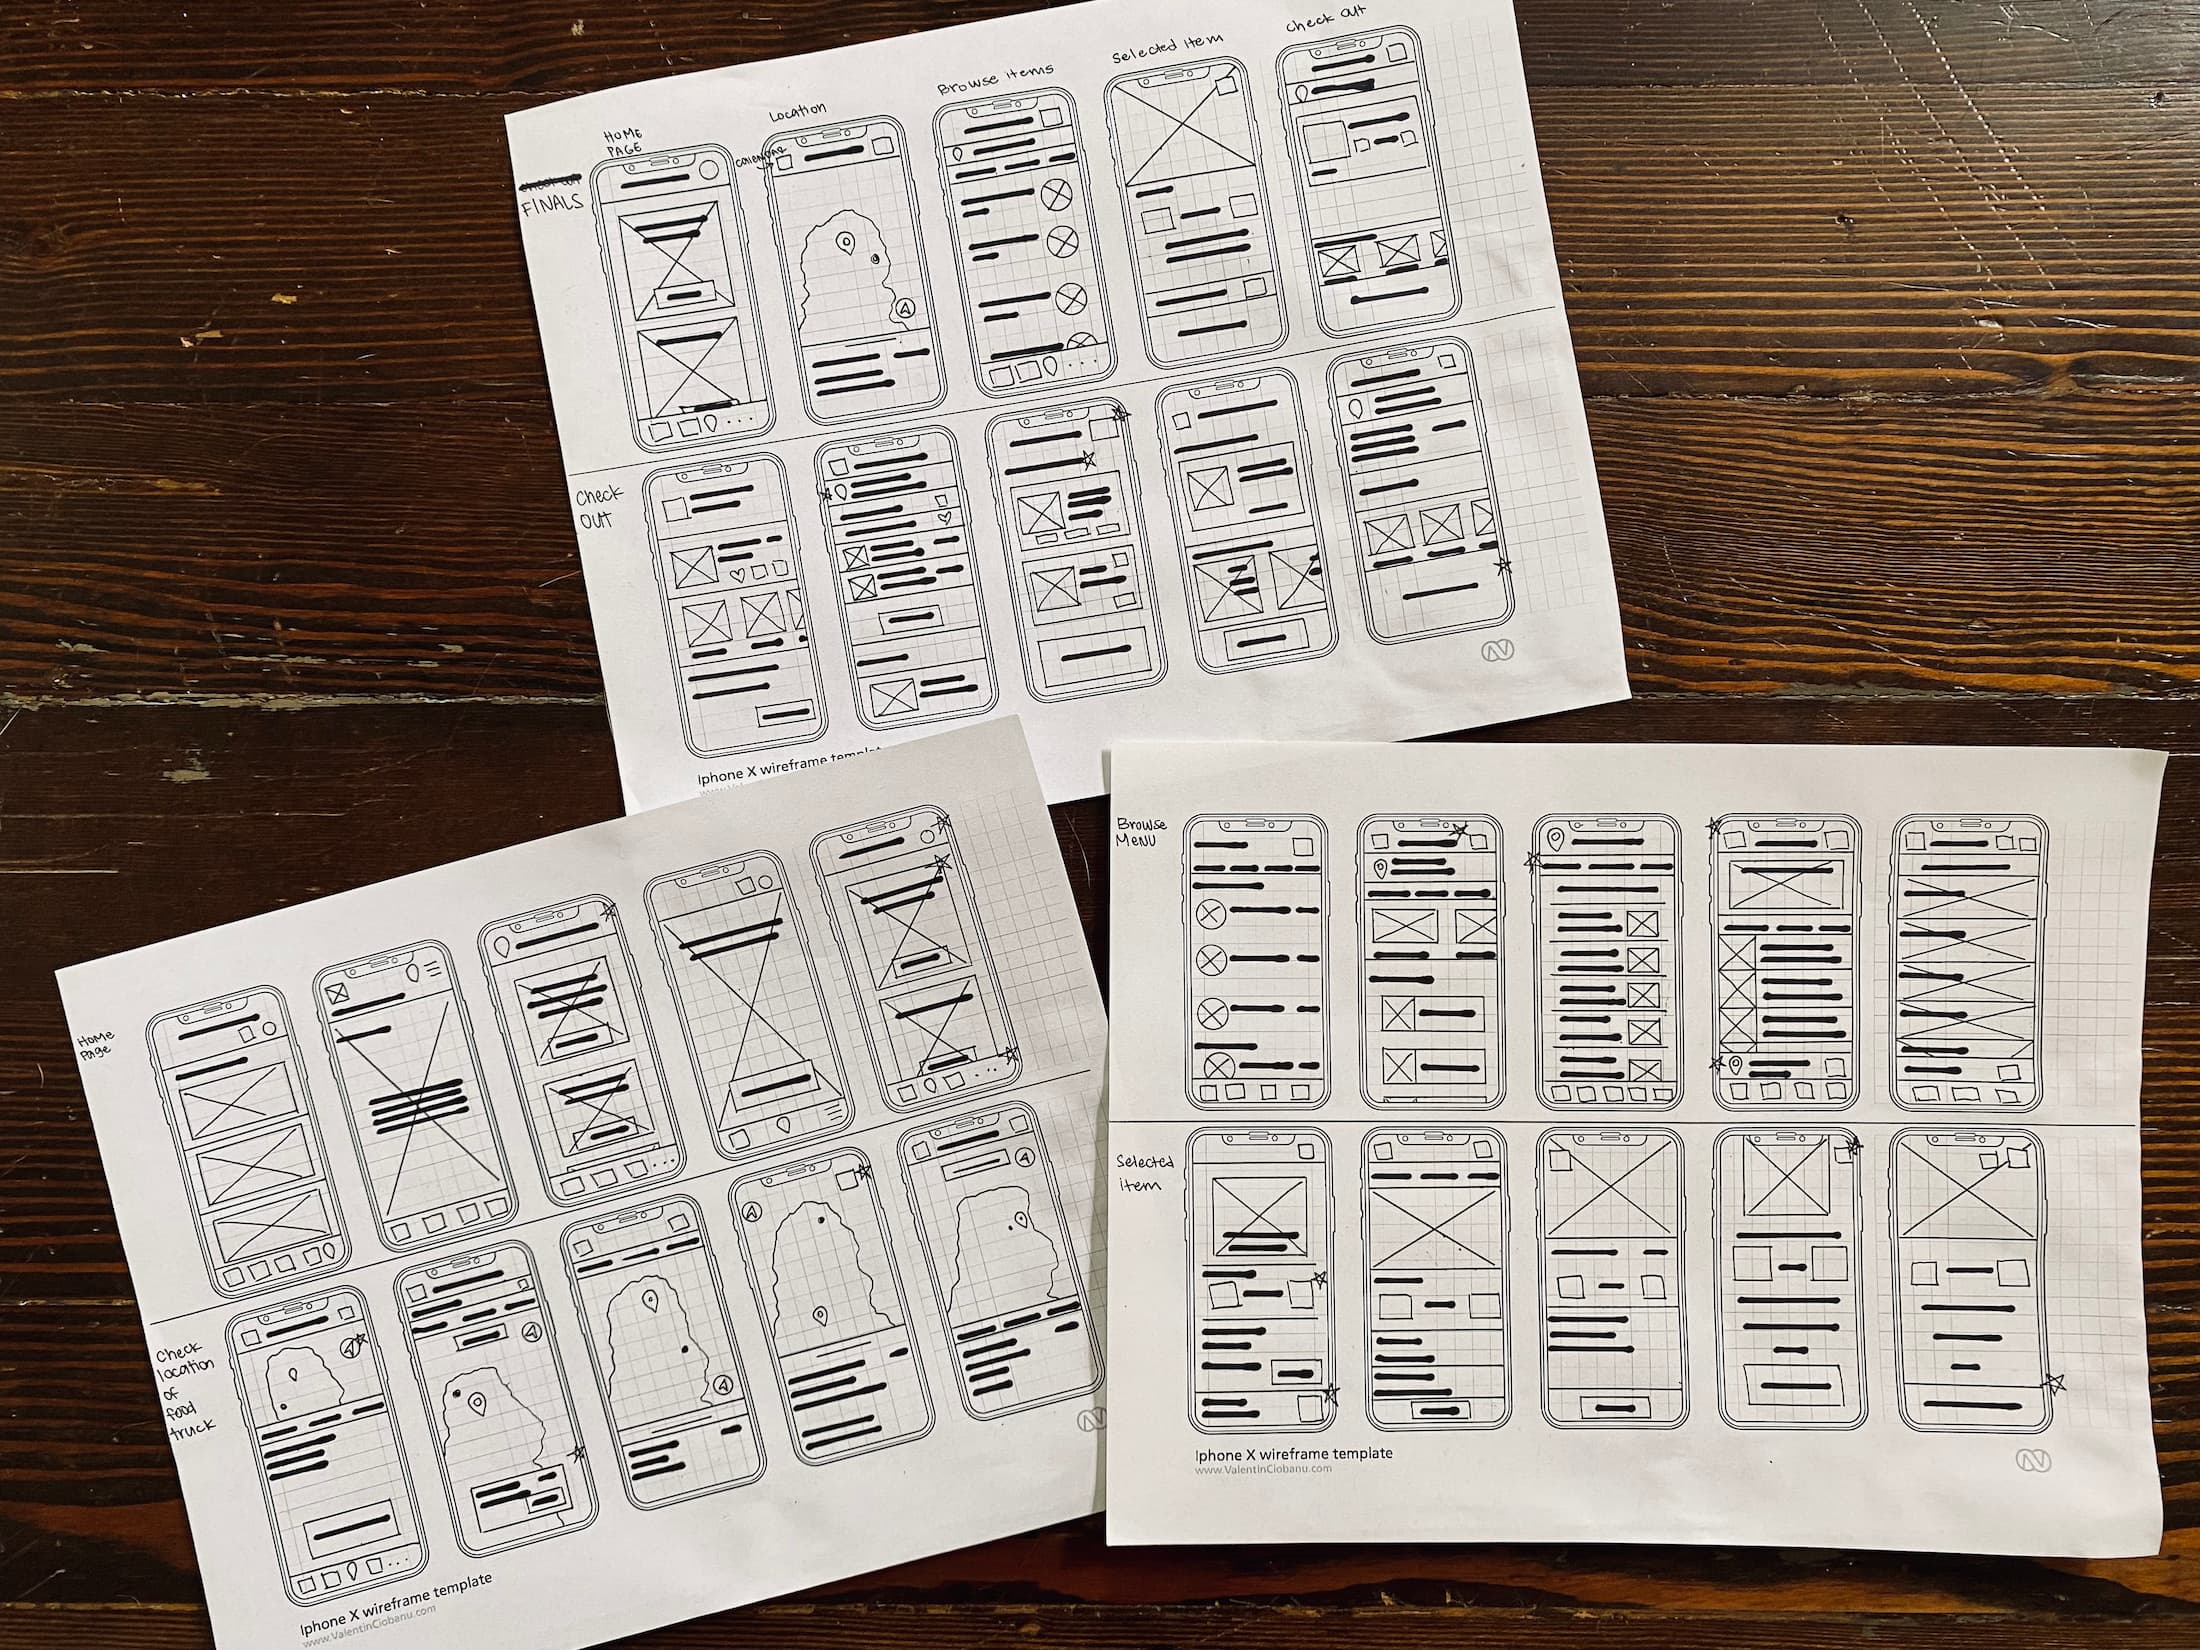 Check Out
Selected item
Browse items
Location
HOME
PAGE
calendar
FINALS
Check
OUt
Iphone X wireframe template
Home
Page
Check
location
of
food
truck
Iphone X wireframe template
www.ValentinCiobanu.com
Browse
MENU
Selected
item
Iphone X wireframe template
www.ValentinCiobanu.com